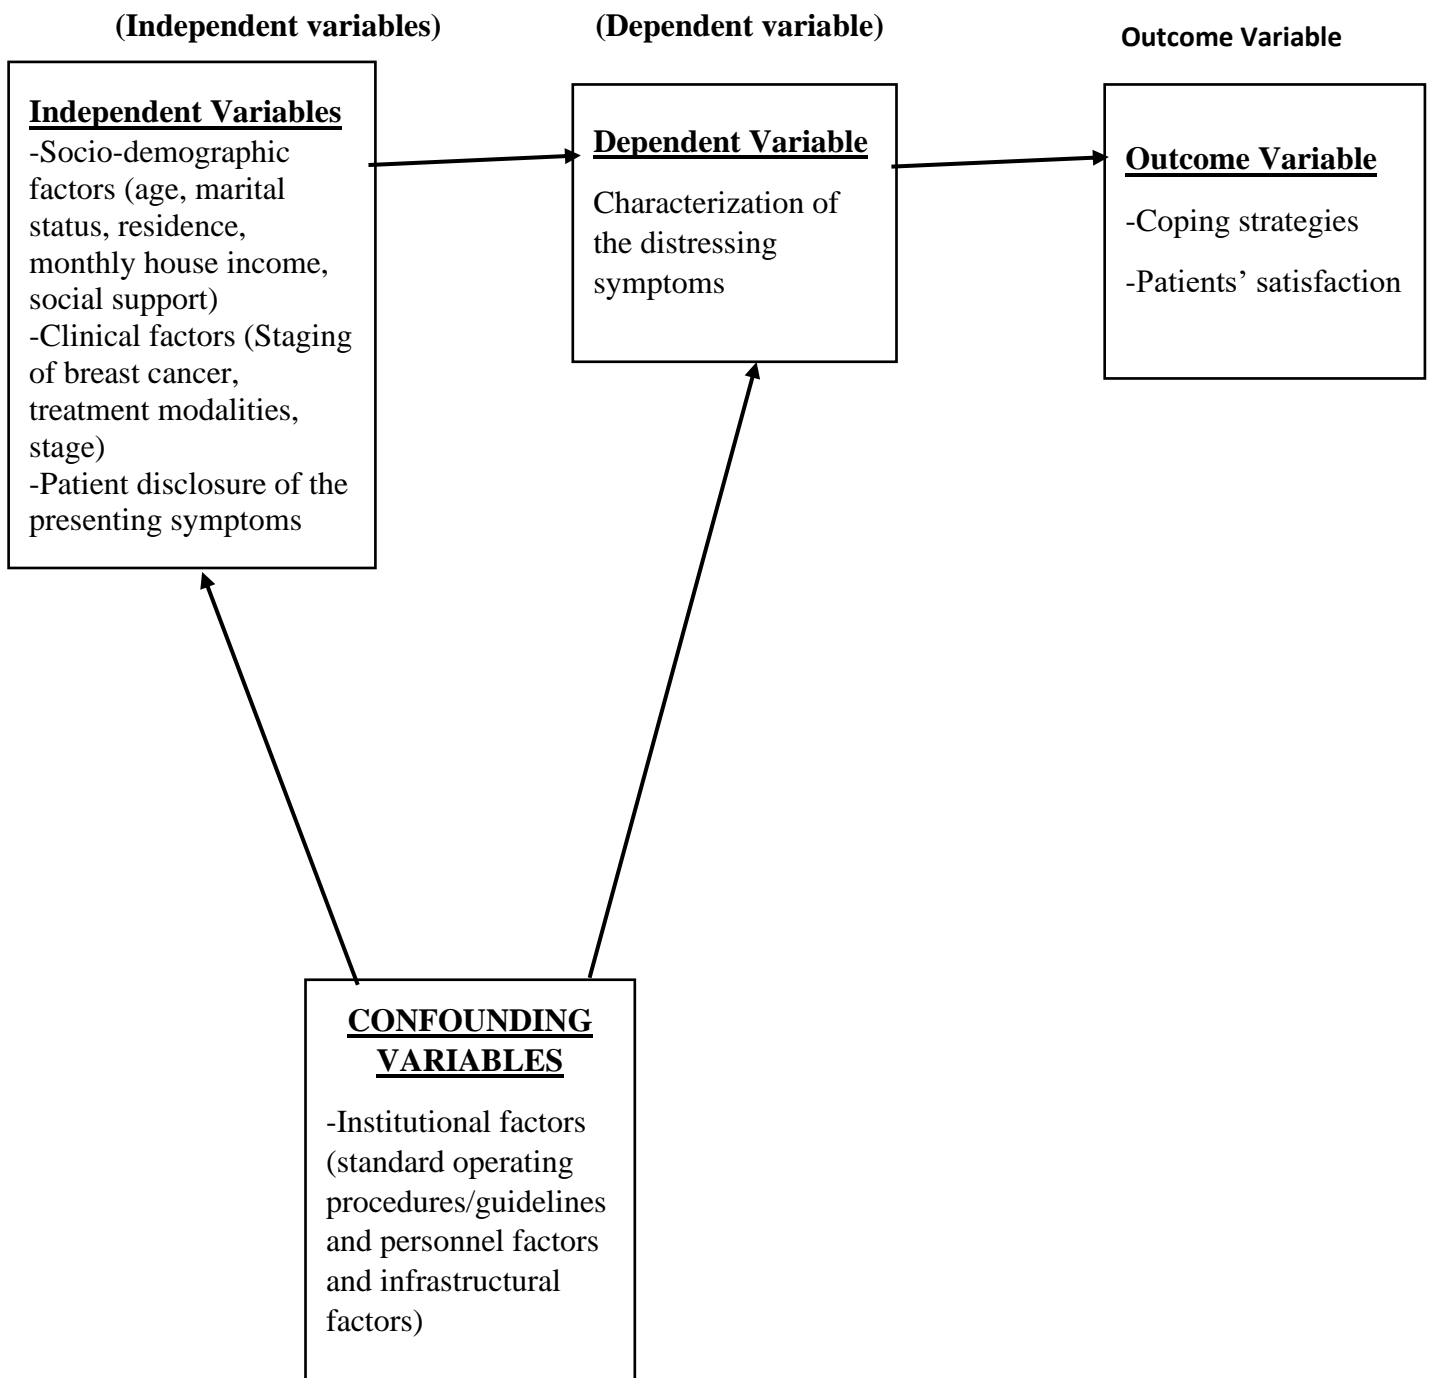 (Independent variables)
(Dependent variable)
Outcome Variable
Independent Variables
-Socio-demographic
factors (age, marital
status, residence,
monthly house income,
social support)
-Clinical factors (Staging
of breast cancer,
treatment modalities,
stage)
-Patient disclosure of the
presenting symptoms
Dependent Variable
Characterization of
the distressing
symptoms
Outcome Variable
-Coping strategies
-Patients’ satisfaction
CONFOUNDING
VARIABLES
-Institutional factors
(standard operating
procedures/guidelines
and personnel factors
and infrastructural
factors)